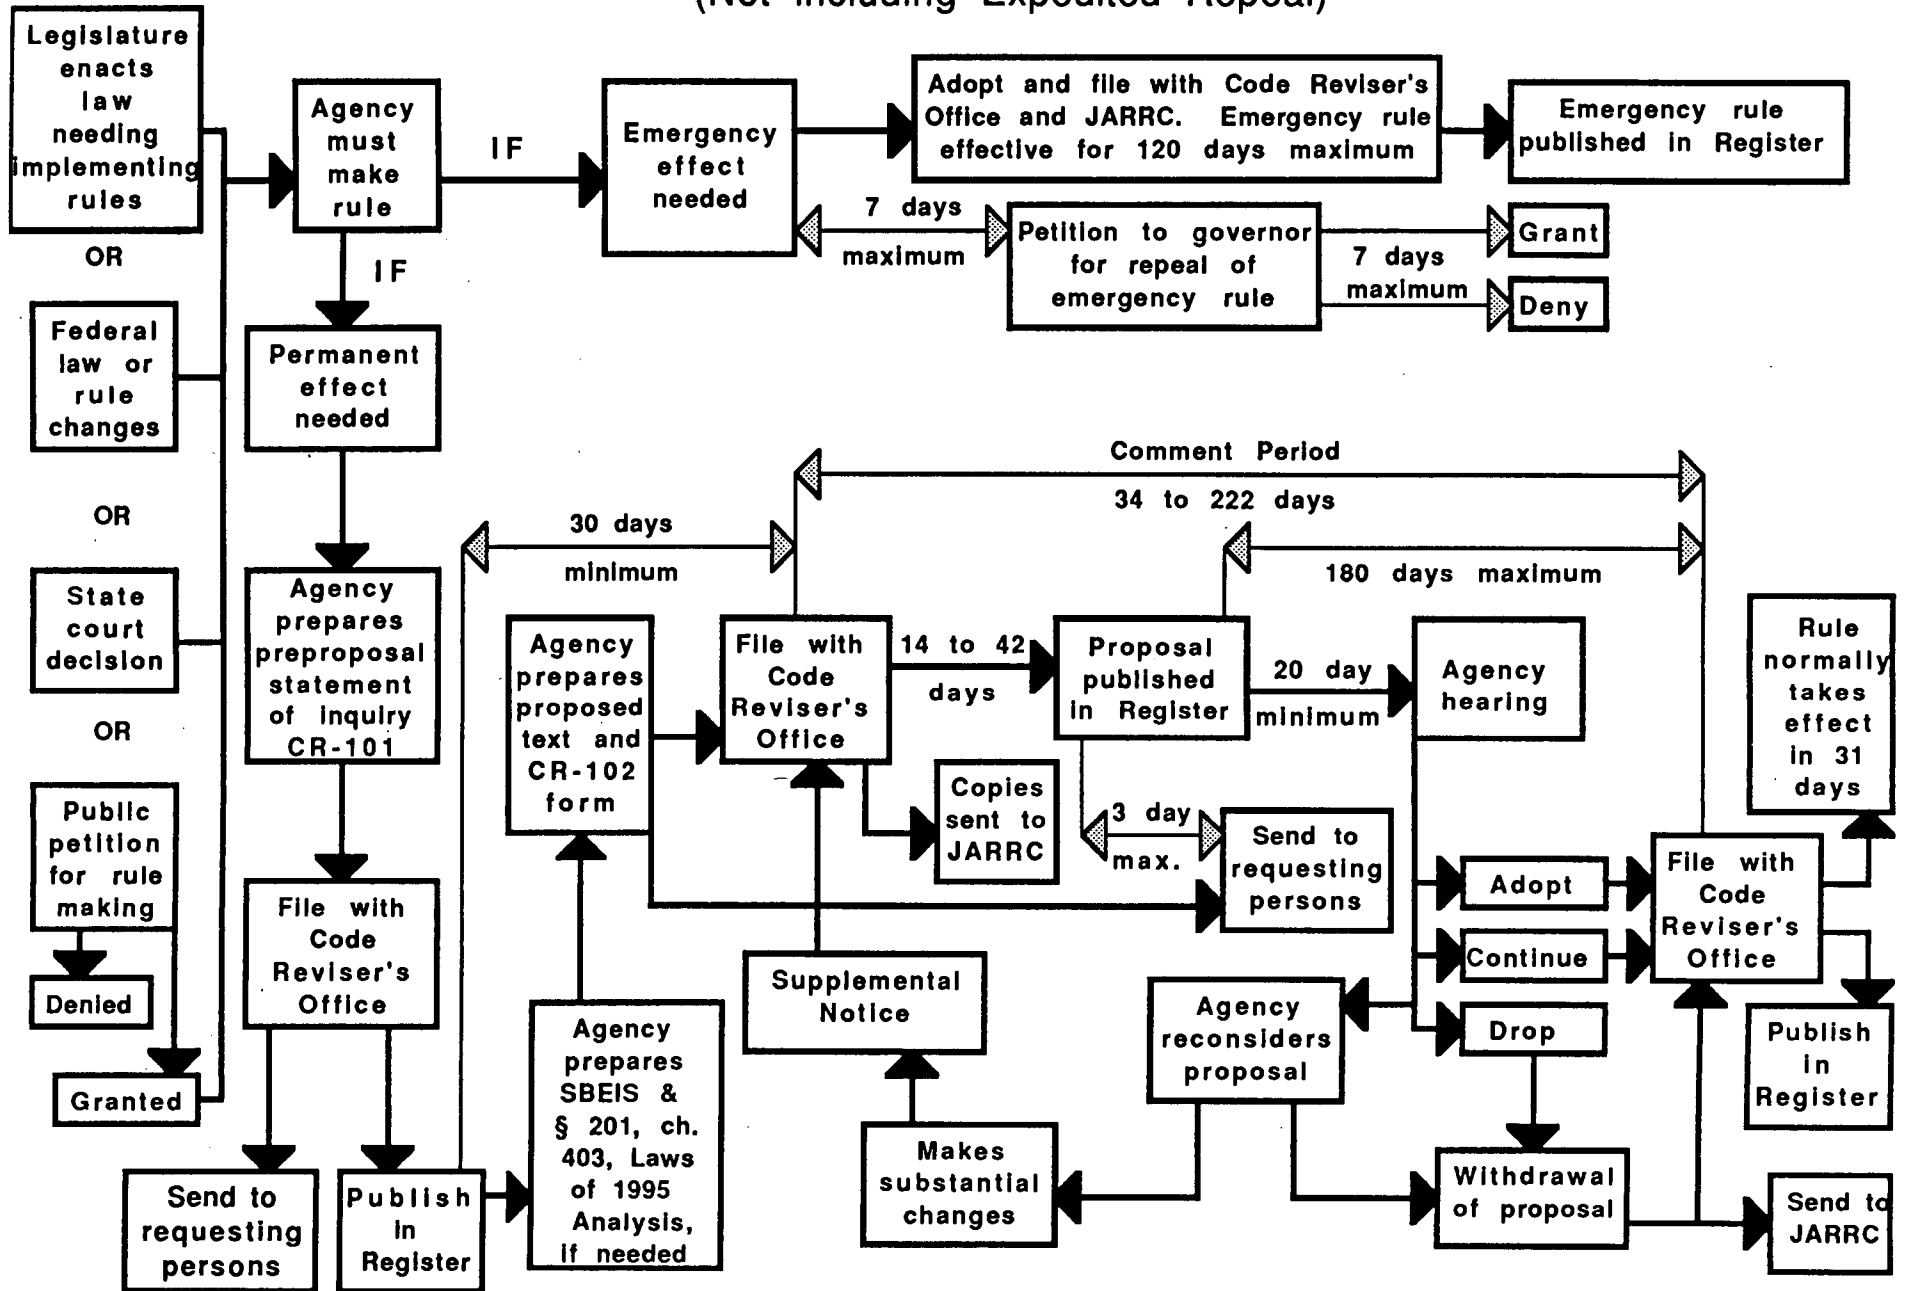 (Not Including Expedited Repeal)
Legislature
enacts
law
needing
implementing
rules
OR
Federal
law or
rule
changes
OR
State
court
decision
OR
Public
petition
for rule
making
Denied
Granted
Agency
must
make
rule
IF
IF
Emergency
effect
needed
Adopt and file with Code Reviser's
Office and JARRC. Emergency rule
effective for 120 days maximum
Emergency rule
published in Register
7 days
maximum
Petition to governor
for repeal of
emergency rule
7 days
maximum
Grant
Deny
Permanent
effect
needed
Agency
prepares
preproposal
statement
of inquiry
CR-101
File with
Code
Reviser's
Office
Send to
requesting
persons
Publish
in
Register
30 days
minimum
Agency
prepares
SBEIS &
§ 201, ch.
403, Laws
of 1995
Analysis,
if needed
Agency
prepares
proposed
text and
CR-102
form
Comment Period
34 to 222 days
180 days maximum
File with
Code
Reviser's
Office
14 to 42
days
Copies
sent to
JARRC
Proposal
published
in Register
20 day
minimum
3 day
max.
Send to
requesting
persons
Agency
hearing
Adopt
Continue
Drop
Agency
reconsiders
proposal
Supplemental
Notice
Makes
substantial
changes
Withdrawal
of proposal
File with
Code
Reviser's
Office
Rule
normally
takes
effect
in 31
days
Publish
in
Register
Send to
JARRC